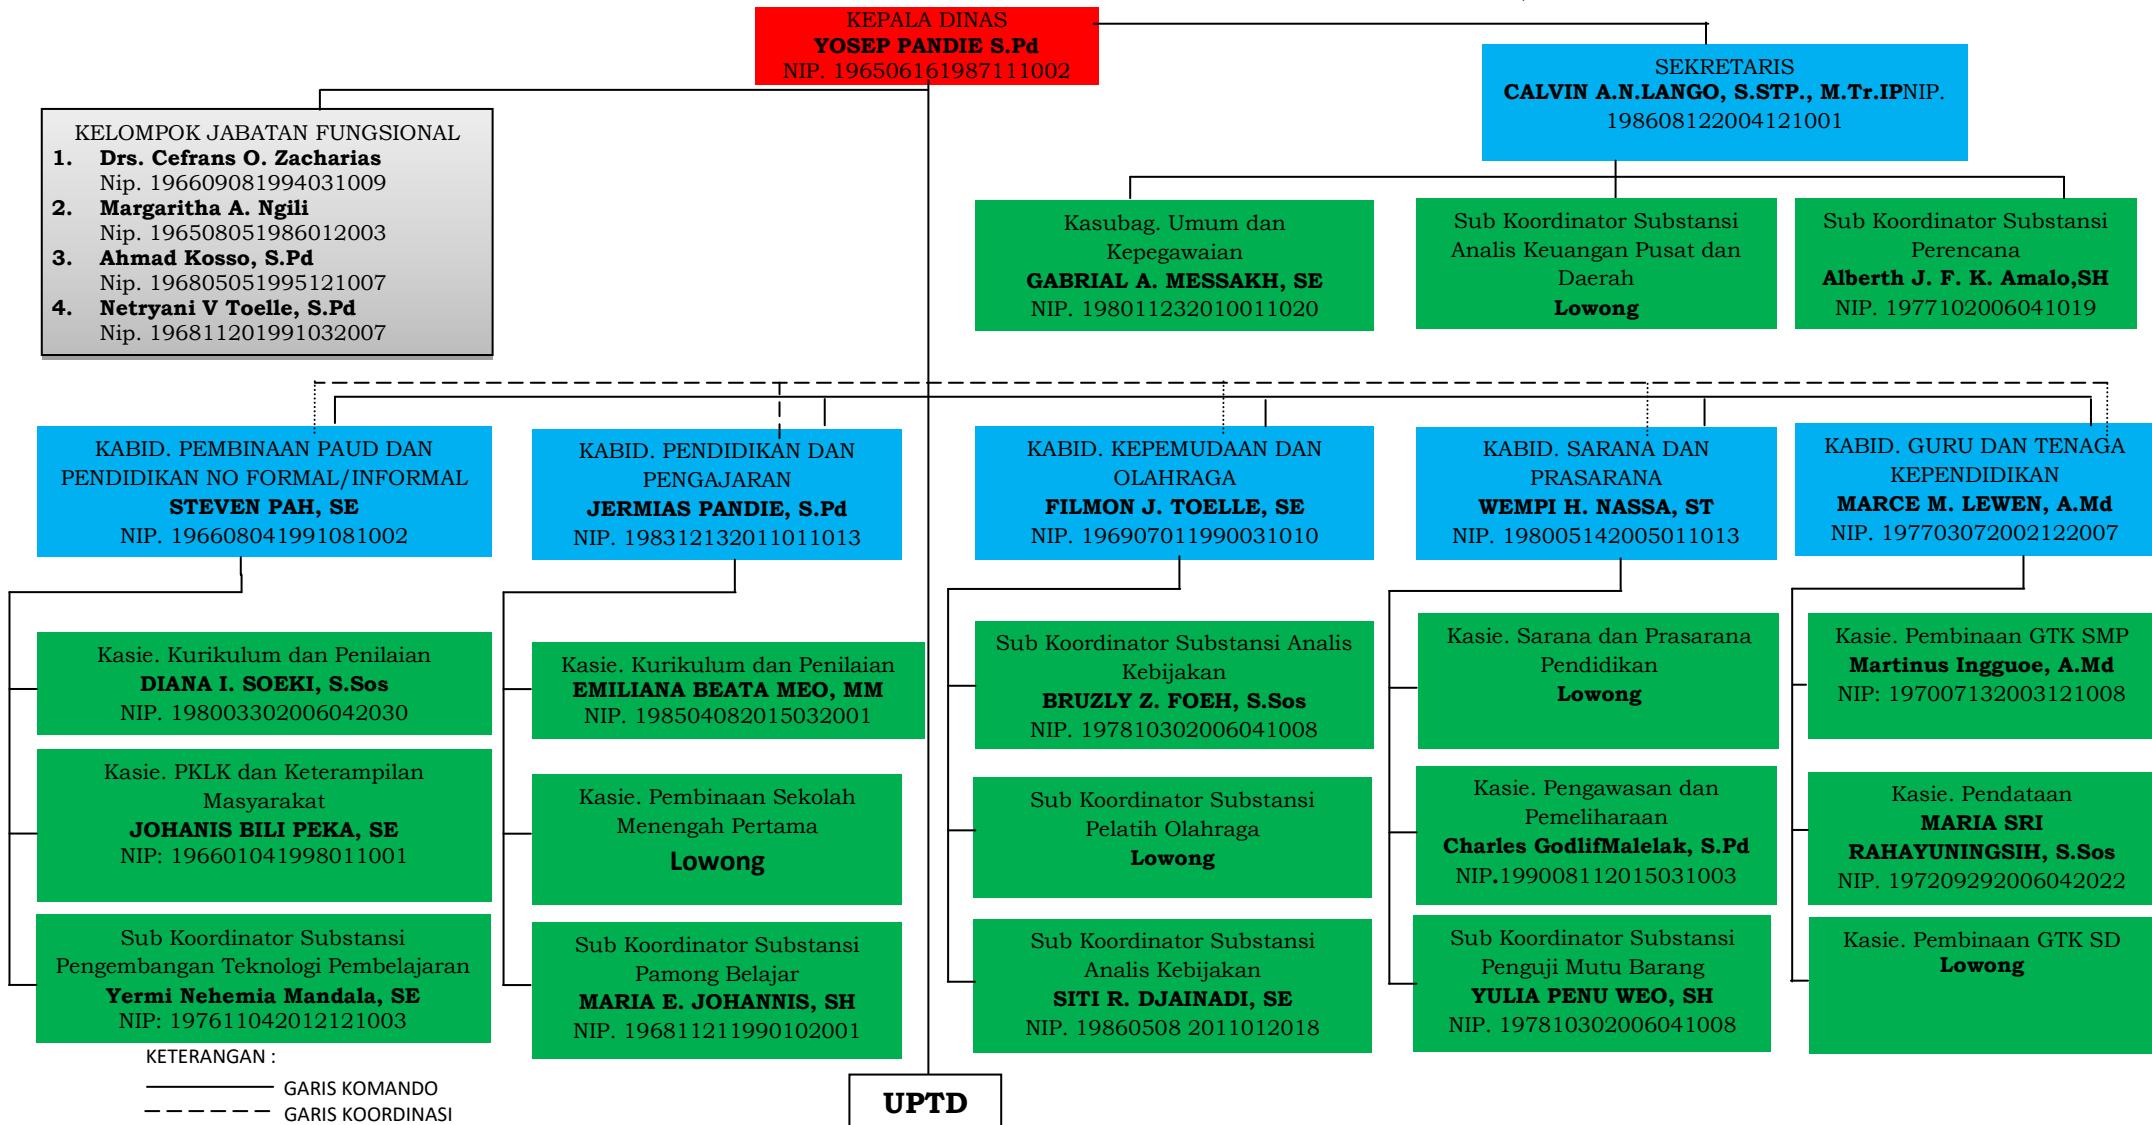 KEPALA DINAS
YOSEP PANDIE S.Pd
NIP. 196506161987111002
SEKRETARIS
CALVIN A.N.LANGO, S.STP., M.Tr.IPNIP.
198608122004121001
KELOMPOK JABATAN FUNGSIONAL
1. Drs. Cefrans O. Zacharias
Nip. 196609081994031009
2. Margaritha A. Ngili
Nip. 196508051986012003
3. Ahmad Kosso, S.Pd
Nip. 196805051995121007
4. Netryani V Toelle, S.Pd
Nip. 196811201991032007
Kasubag. Umum dan
Kepegawaian
GABRIAL A. MESSAKH, SE
NIP. 198011232010011020
Sub Koordinator Substansi
Analis Keuangan Pusat dan
Daerah
Lowong
Sub Koordinator Substansi
Perencana
Alberth J. F. K. Amalo,SH
NIP. 19771020060410​19
KABID. PEMBINAAN PAUD DAN
PENDIDIKAN NO FORMAL/INFORMAL
STEVEN PAH, SE
NIP. 196608041991081002
KABID. PENDIDIKAN DAN
PENGAJARAN
JERMIAS PANDIE, S.Pd
NIP. 198312132011011013
KABID. KEPEMUDAAN DAN
OLAHRAGA
FILMON J. TOELLE, SE
NIP. 196907011990031010
KABID. SARANA DAN
PRASARANA
WEMPI H. NASSA, ST
NIP. 198005142005011013
KABID. GURU DAN TENAGA
KEPENDIDIKAN
MARCE M. LEWEN, A.Md
NIP. 197703072002122007
Kasie. Kurikulum dan Penilaian
DIANA I. SOEKI, S.Sos
NIP. 198003302006042030
Kasie. PKLK dan Keterampilan
Masyarakat
JOHANIS BILI PEKA, SE
NIP: 196601041998011001
Sub Koordinator Substansi
Pengembangan Teknologi Pembelajaran
Yermi Nehemia Mandala, SE
NIP: 197611042012121003
Kasie. Kurikulum dan Penilaian
EMILIANA BEATA MEO, MM
NIP. 198504082015032001
Kasie. Pembinaan Sekolah
Menengah Pertama
Lowong
Sub Koordinator Substansi
Pamong Belajar
MARIA E. JOHANNIS, SH
NIP. 196811211990102001
Sub Koordinator Substansi Analis
Kebijakan
BRUZLY Z. FOEH, S.Sos
NIP. 197810302006041008
Sub Koordinator Substansi
Pelatih Olahraga
Lowong
Sub Koordinator Substansi
Analis Kebijakan
SITI R. DJAINADI, SE
NIP. 19860508 2011012018
Kasie. Sarana dan Prasarana
Pendidikan
Lowong
Kasie. Pengawasan dan
Pemeliharaan
Charles GodlifMalelak, S.Pd
NIP.199008112015031003
Sub Koordinator Substansi
Penguji Mutu Barang
YULIA PENU WEO, SH
NIP. 197810302006041008
Kasie. Pembinaan GTK SMP
Martinus Ingguoe, A.Md
NIP: 197007132003121008
Kasie. Pendataan
MARIA SRI
RAHAYUNINGSIH, S.Sos
NIP. 197209292006042022
Kasie. Pembinaan GTK SD
Lowong
KETERANGAN :
GARIS KOMANDO
GARIS KOORDINASI
UPTD